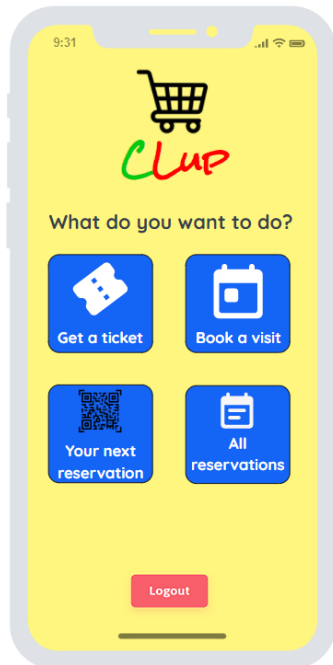 9:31
CLup
What do you want to do?
Get a ticket
Book a visit
Your next
reservation
All
reservations
Logout